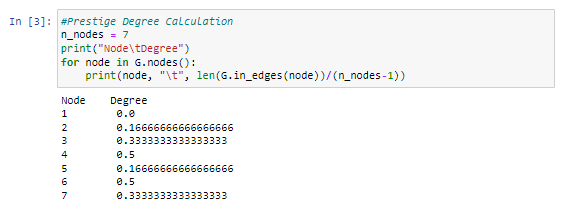 In [3]: #Prestige Degree Calculation
n_nodes = 7
print("Node\tDegree")
for node in G.nodes():
    print(node, "\t", len(G.in_edges(node))/(n_nodes-1))
Node    Degree
1        0.0
2        0.16666666666666666
3        0.3333333333333333
4        0.5
5        0.16666666666666666
6        0.5
7        0.3333333333333333